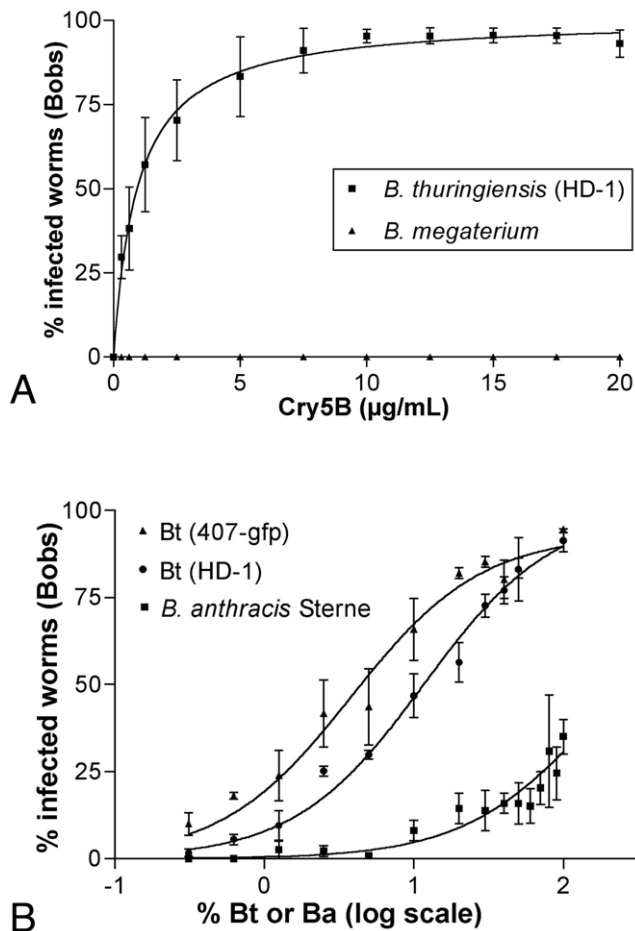 100
75
50
25
0
% infected worms (Bobs)
B. thuringiensis (HD-1)
B. megaterium
0 5 10 15 20
Cry5B (µg/mL)
A
100
75
50
25
0
% infected worms (Bobs)
Bt (407-gfp)
Bt (HD-1)
B. anthracis Sterne
-1 0 1 2
% Bt or Ba (log scale)
B